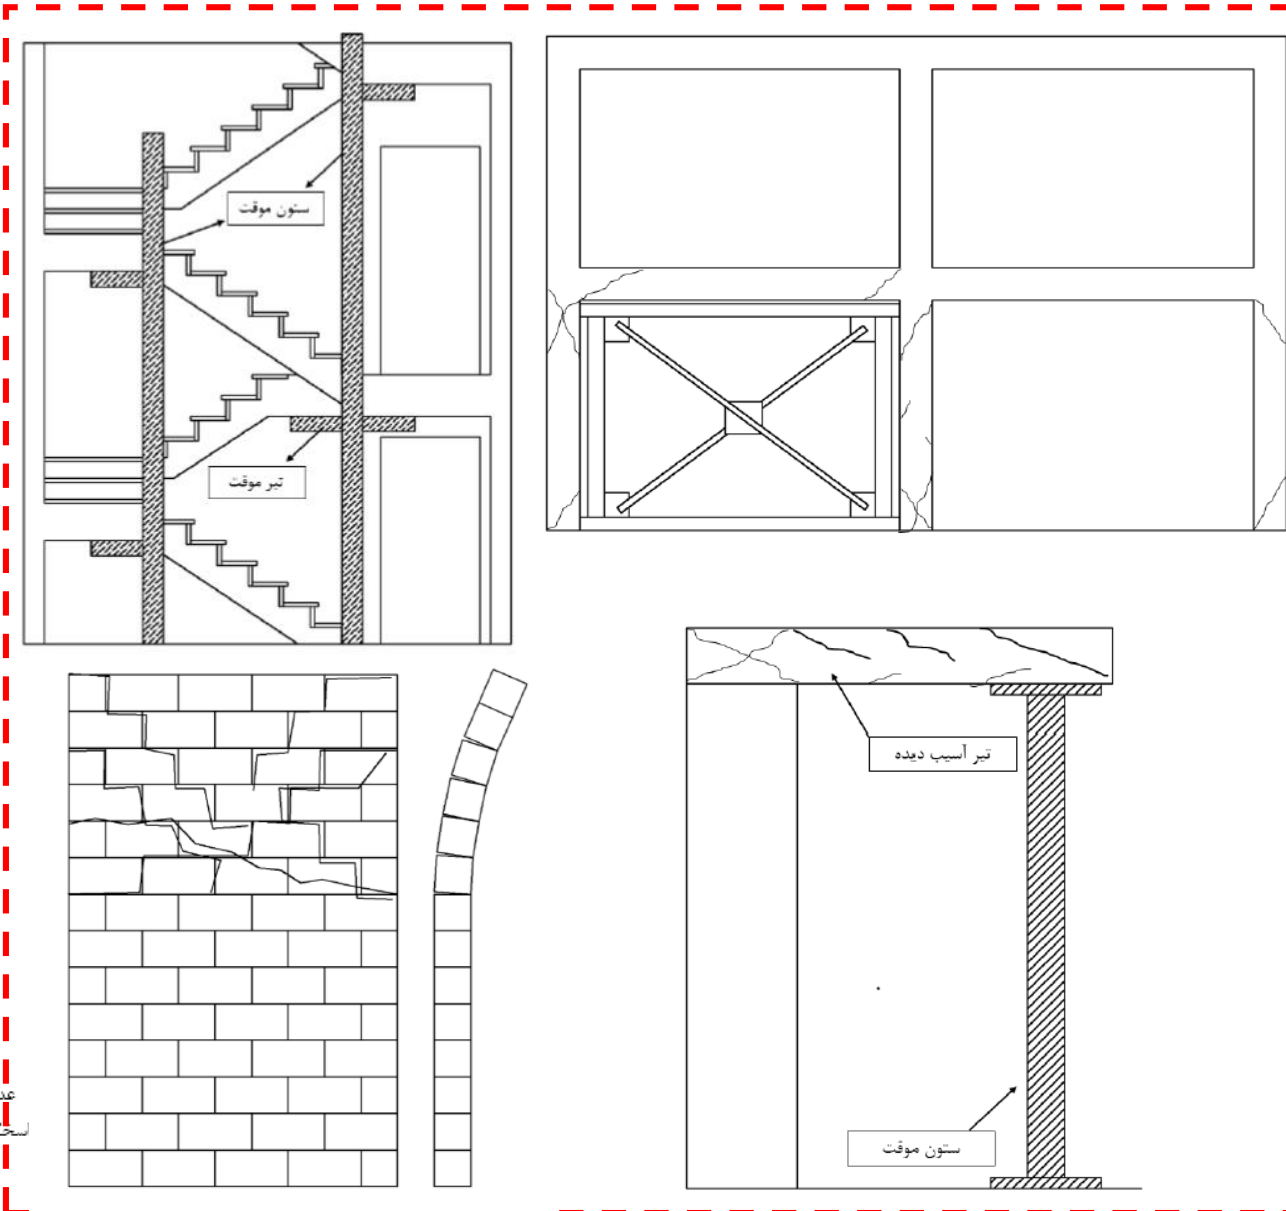 ستون موقت
تیر موقت
تیر آسیب دیده
ستون موقت